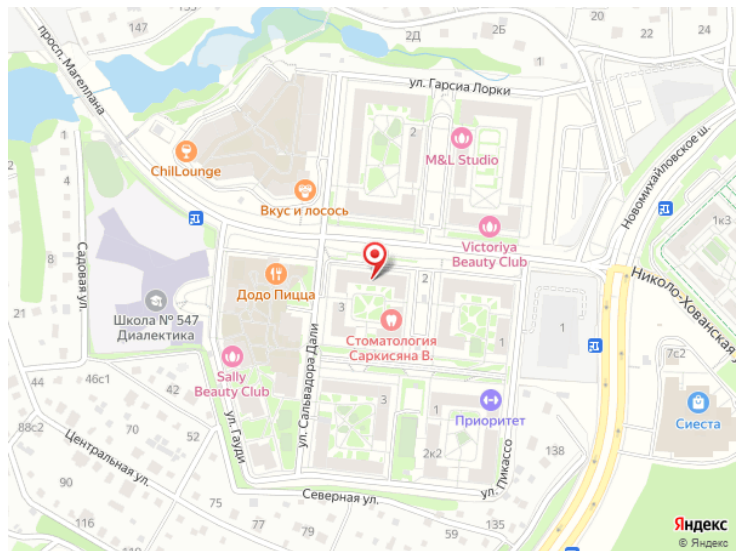 147
2Д
2Б
20
22
24
просп. Магеллана
ул. Гарсиа Лорки
2
M&L Studio
ChilLounge
Вкус и лосось
Новомихайловское ш.
1
4
8
Садовая ул.
1к3
Victoriya
Beauty Club
Николо-Хованская
Додо Пицца
2
3
21
Школа № 547
Диалектика
Стоматология
Саркисяна В.
1
1
7с2
Sally
Beauty Club
ул. Сальвадора Дали
44
46с1
42
88с2
70
52
ул. Гауди
3
1
Приоритет
Сиеста
Центральная ул.
2к2
ул. Пикассо
138
90
Северная ул.
116
94
77
79
59
135
Яндекс
© Яндекс